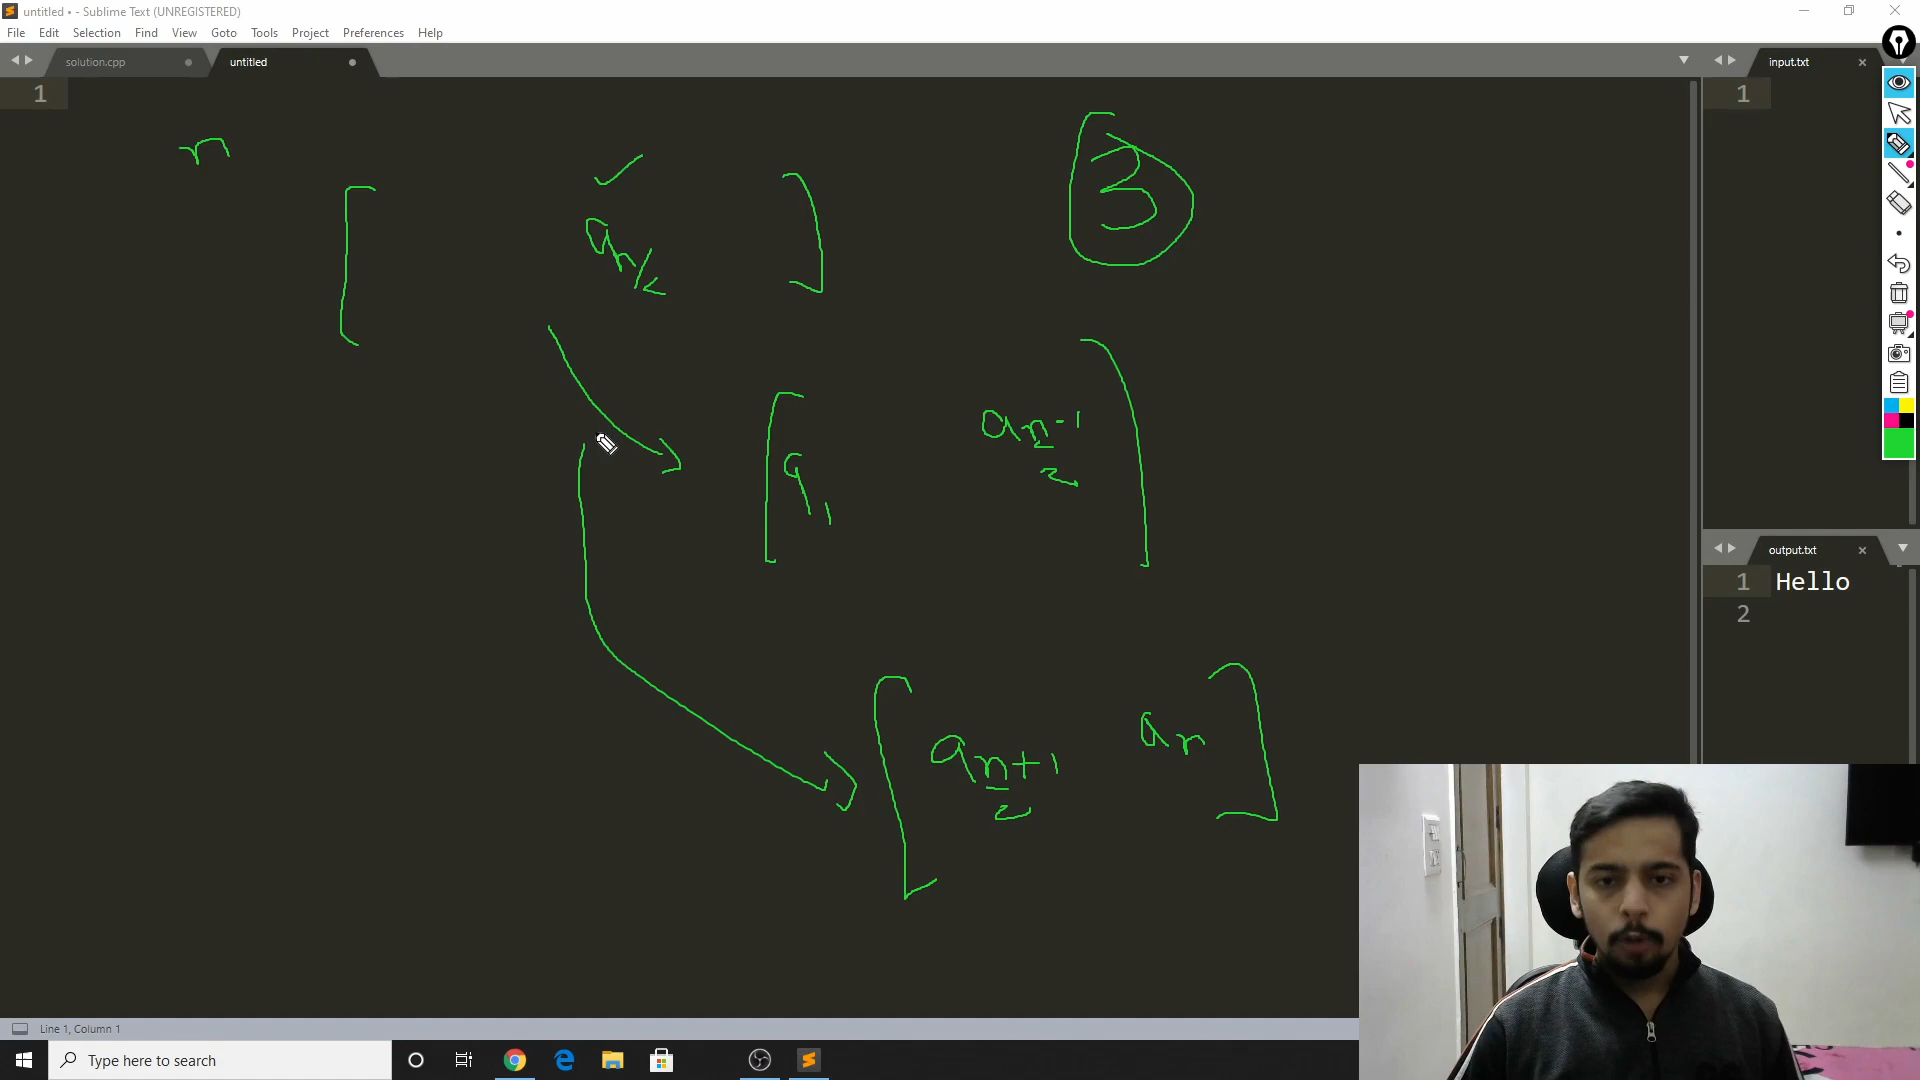 untitled • - Sublime Text (UNREGISTERED)
File Edit Selection Find View Goto Tools Project Preferences Help
solution.cpp
untitled
input.txt
1
1
n
3
a n/2
a n/2 -1
a 1
a n/2 +1
a n
output.txt
1 Hello
2
Line 1, Column 1
Type here to search